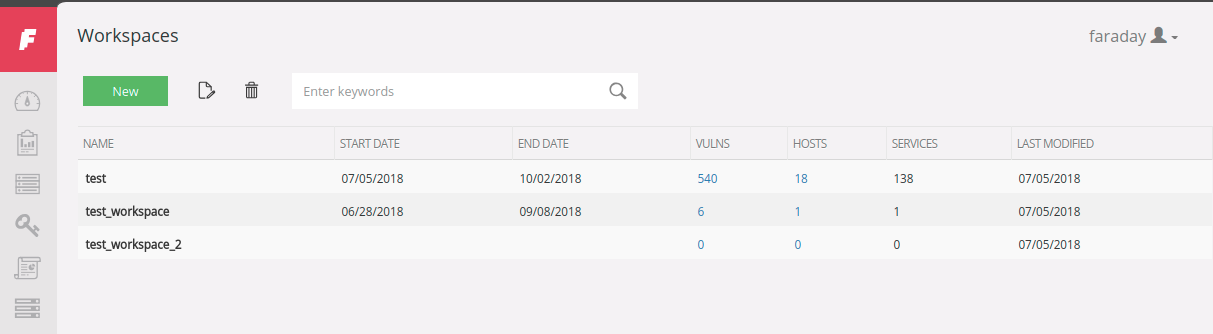 F
Workspaces
faraday
New
Enter keywords
NAME START DATE END DATE VULNS HOSTS SERVICES LAST MODIFIED
test 07/05/2018 10/02/2018 540 18 138 07/05/2018
test_workspace 06/28/2018 09/08/2018 6 1 1 07/05/2018
test_workspace_2 0 0 0 07/05/2018